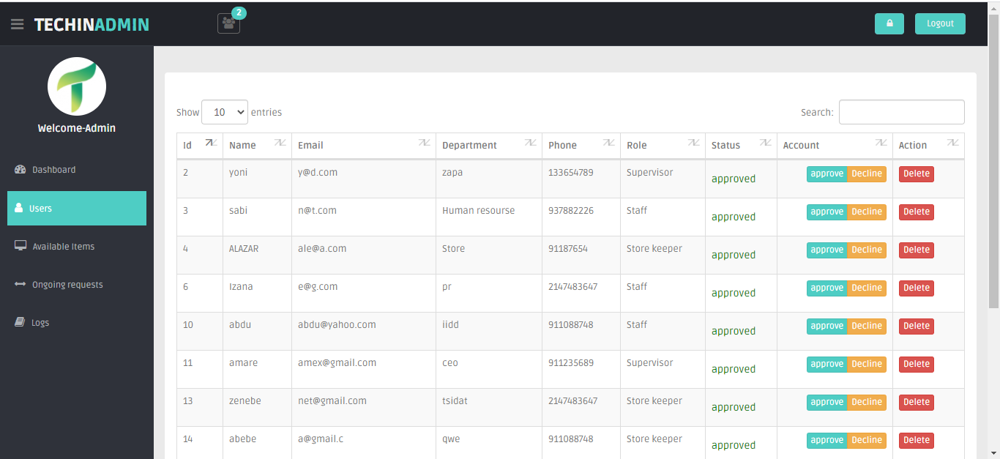 TECHINADMIN 2 Logout
Welcome-Admin
Dashboard
Users
Available Items
Ongoing requests
Logs
Show 10 entries Search:
Id Name Email Department Phone Role Status Account Action
2 yoni y@d.com zapa 133654789 Supervisor approved approve Decline Delete
3 sabi n@t.com Human resourse 937882226 Staff approved approve Decline Delete
4 ALAZAR ale@a.com Store 91187654 Store keeper approved approve Decline Delete
6 Izana e@g.com pr 2147483647 Staff approved approve Decline Delete
10 abdu abdu@yahoo.com iidd 911088748 Staff approved approve Decline Delete
11 amare amex@gmail.com ceo 911235689 Supervisor approved approve Decline Delete
13 zenebe net@gmail.com tsidat 2147483647 Store keeper approved approve Decline Delete
14 abebe a@gmail.c qwe 911088748 Store keeper approved approve Decline Delete